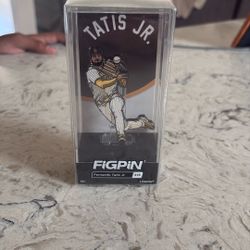 TATIS JR.
FiGPiN
Fernando Tatis Jr.